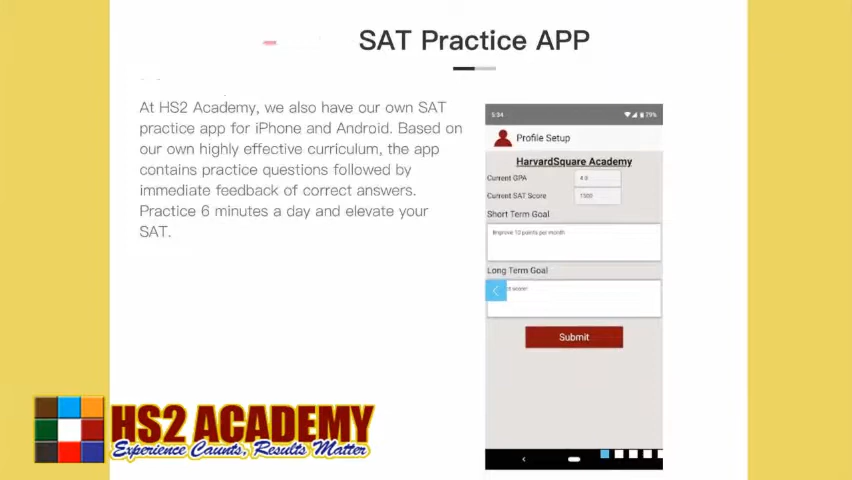 SAT Practice APP
At HS2 Academy, we also have our own SAT
practice app for iPhone and Android. Based on
our own highly effective curriculum, the app
contains practice questions followed by
immediate feedback of correct answers.
Practice 6 minutes a day and elevate your
SAT.
5:04
79%
Profile Setup
HarvardSquare Academy
Current GPA
4.0
Current SAT Score
1500
Short Term Goal
Improve 10 points per month
Long Term Goal
Submit
HS2 ACADEMY
Experience Counts, Results Matter